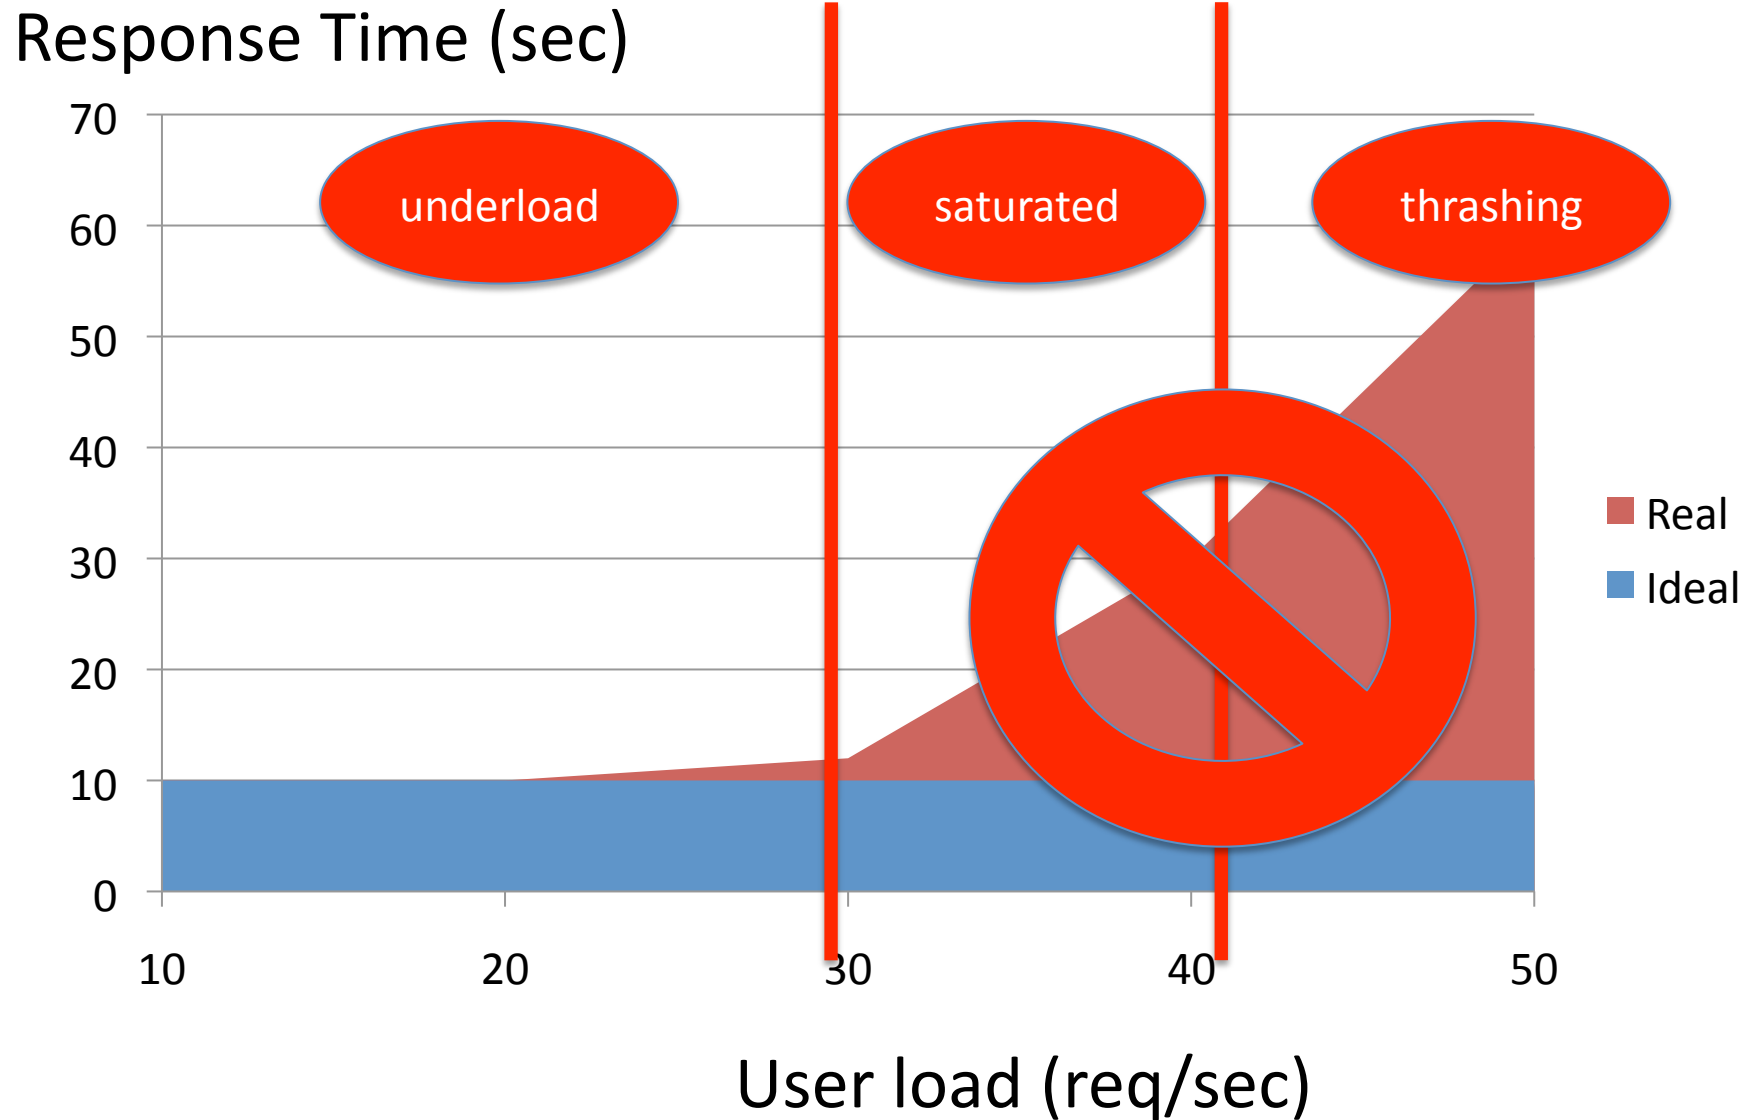 Response Time (sec)
70
underload
saturated
thrashing
60
50
40
30
Real
Ideal
20
10
0
10
20
30
40
50
User load (req/sec)